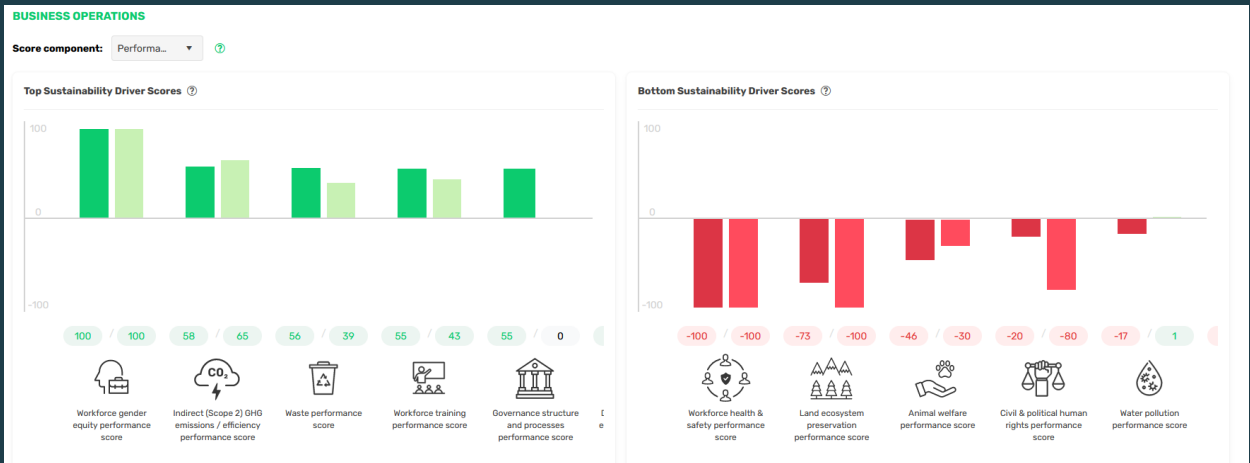 BUSINESS OPERATIONS
Score component: Performa... ?
Top Sustainability Driver Scores ?
100
0
-100
100 / 100 58 / 65 56 / 39 55 / 43 55 / 0
CO2
Workforce gender
equity performance
score
Indirect (Scope 2) GHG
emissions / efficiency
performance score
Waste performance
score
Workforce training
performance score
Governance structure
and processes
performance score
D
e
Bottom Sustainability Driver Scores ?
100
0
-100
-100 / -100 -73 / -100 -46 / -30 -20 / -80 -17 / 1
Workforce health &
safety performance
score
Land ecosystem
preservation
performance score
Animal welfare
performance score
Civil & political human
rights performance
score
Water pollution
performance score